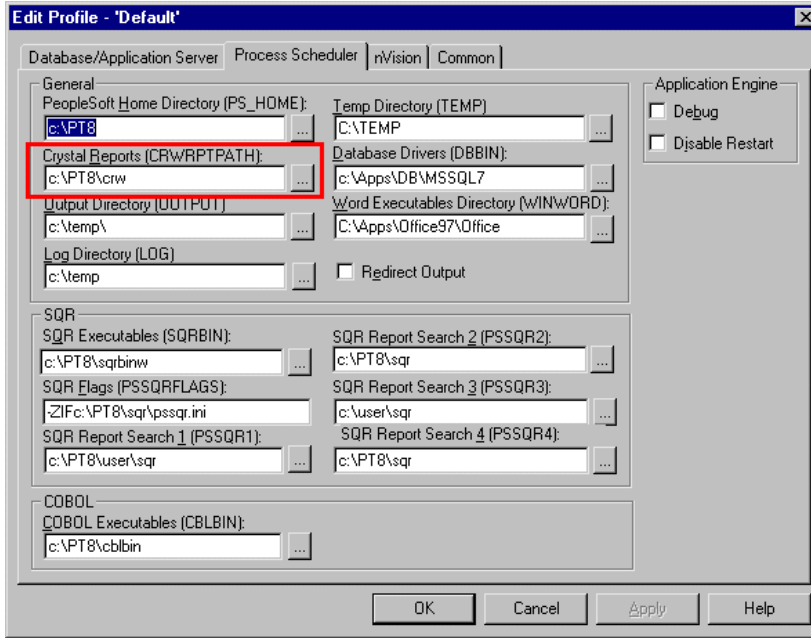 Edit Profile - 'Default'
Database/Application Server
Process Scheduler
nVision
Common
General
PeopleSoft Home Directory (PS_HOME):
c:\PT8
...
Temp Directory (TEMP)
C:\TEMP
...
Crystal Reports (CRWRPTPATH):
c:\PT8\crw
...
Database Drivers (DBBIN):
c:\Apps\DB\MSSQL7
...
Output Directory (OUTPUT)
c:\temp\
...
Word Executables Directory (WINWORD):
C:\Apps\Office97\Office
...
Log Directory (LOG)
c:\temp
...
Redirect Output
Application Engine
Debug
Disable Restart
SQR
SQR Executables (SQRBIN):
c:\PT8\sqrbinw
...
SQR Report Search 2 (PSSQR2):
c:\PT8\sqr
...
SQR Flags (PSSQRFLAGS):
-ZIFc:\PT8\sqr\pssqr.ini
SQR Report Search 3 (PSSQR3):
c:\user\sqr
...
SQR Report Search 1 (PSSQR1):
c:\PT8\user\sqr
...
SQR Report Search 4 (PSSQR4):
c:\PT8\sqr
...
COBOL
COBOL Executables (CBLBIN):
c:\PT8\cblbin
...
OK
Cancel
Apply
Help